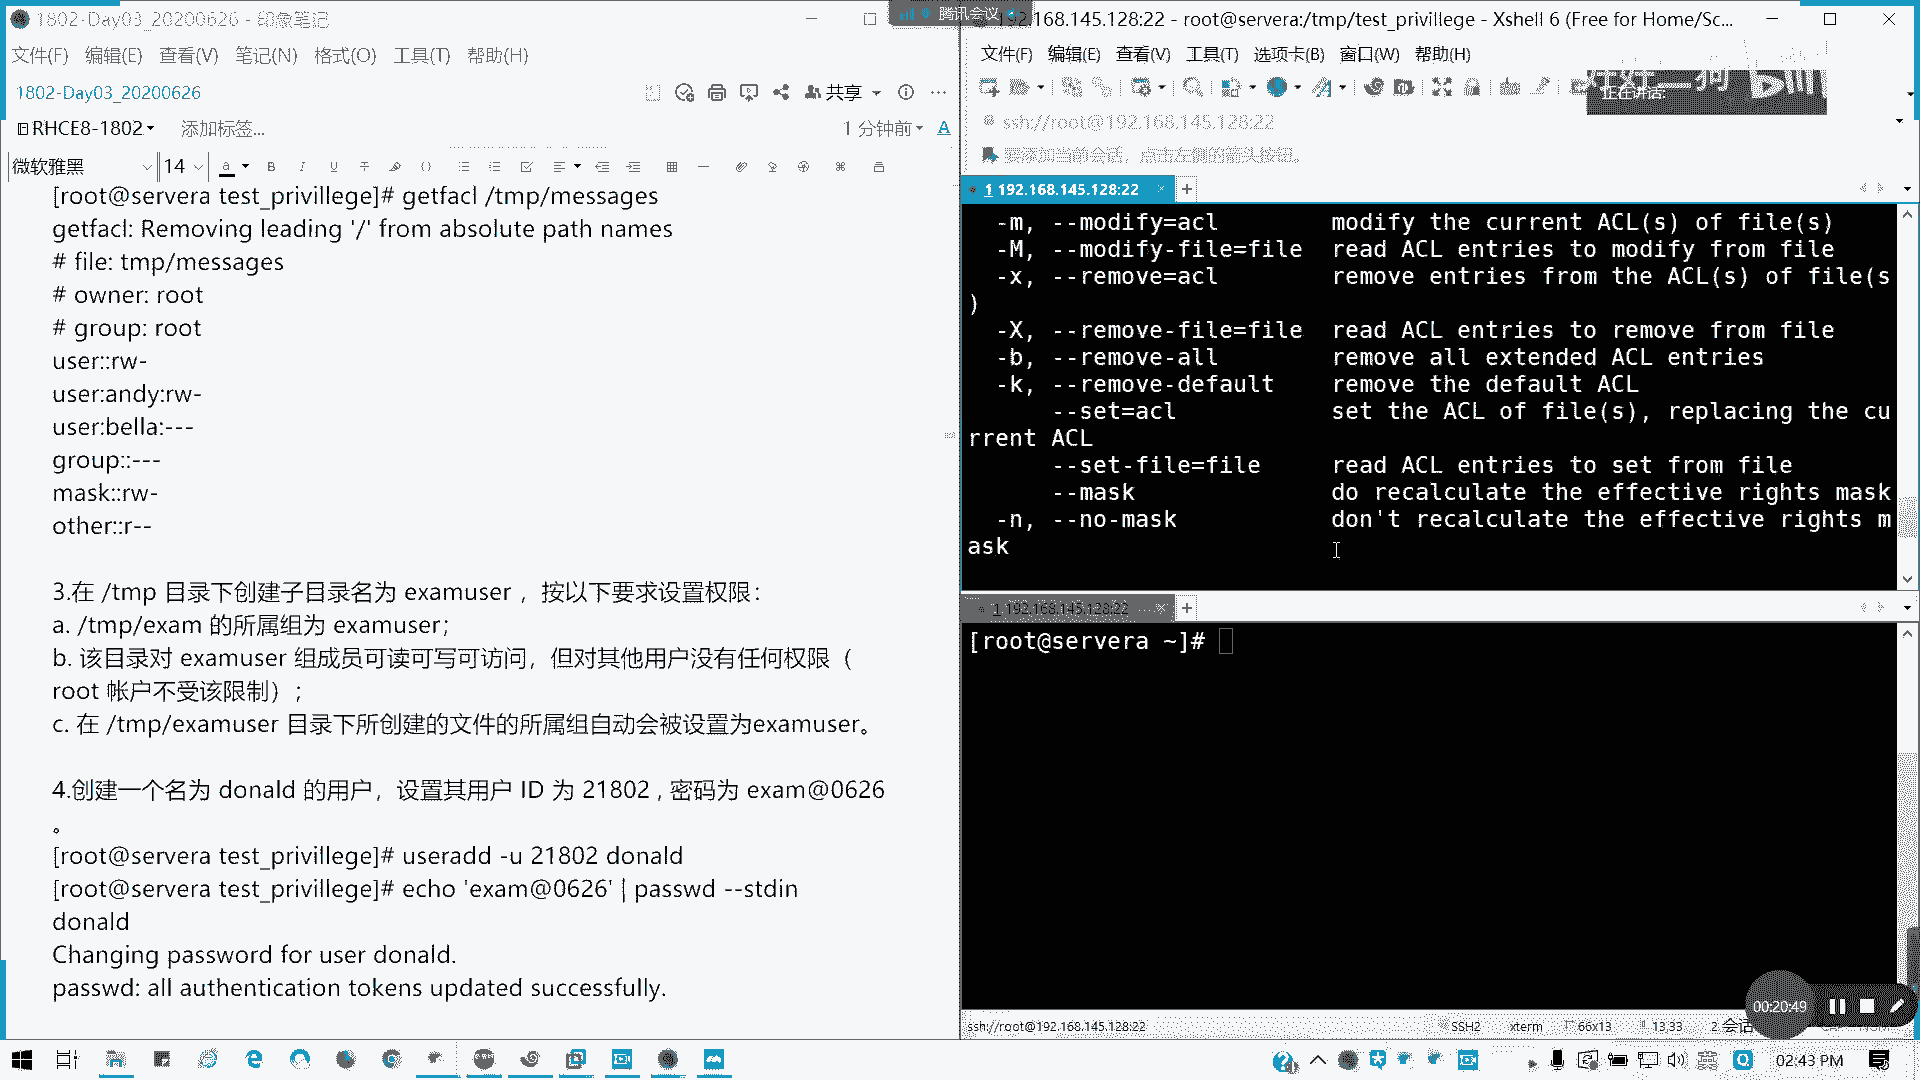 1802-Day03_20200626 - 印象笔记
文件(F) 编辑(E) 查看(V) 笔记(N) 格式(O) 工具(T) 帮助(H)
1802-Day03_20200626
共享
RHCE8-1802
添加标签...
1 分钟前
微软雅黑 14
[root@servera test_privillege]# getfacl /tmp/messages
getfacl: Removing leading '/' from absolute path names
# file: tmp/messages
# owner: root
# group: root
user::rw-
user:andy:rw-
user:bella:---
group::---
mask::rw-
other::r--
3.在 /tmp 目录下创建子目录名为 examuser ，按以下要求设置权限：
a. /tmp/exam 的所属组为 examuser；
b. 该目录对 examuser 组成员可读可写可访问，但对其他用户没有任何权限（
root 帐户不受该限制）；
c. 在 /tmp/examuser 目录下所创建的文件的所属组自动会被设置为examuser。
4.创建一个名为 donald 的用户，设置其用户 ID 为 21802 , 密码为 exam@0626
。
[root@servera test_privillege]# useradd -u 21802 donald
[root@servera test_privillege]# echo 'exam@0626' | passwd --stdin
donald
Changing password for user donald.
passwd: all authentication tokens updated successfully.
腾讯会议
192.168.145.128:22 - root@servera:/tmp/test_privillege - Xshell 6 (Free for Home/Sc...
文件(F) 编辑(E) 查看(V) 工具(T) 选项卡(B) 窗口(W) 帮助(H)
正在讲话:
ssh://root@192.168.145.128:22
要添加当前会话，点击左侧的箭头按钮。
1 192.168.145.128:22
-m, --modify=acl modify the current ACL(s) of file(s)
-M, --modify-file=file read ACL entries to modify from file
-x, --remove=acl remove entries from the ACL(s) of file(s
)
-X, --remove-file=file read ACL entries to remove from file
-b, --remove-all remove all extended ACL entries
-k, --remove-default remove the default ACL
--set=acl set the ACL of file(s), replacing the cu
rrent ACL
--set-file=file read ACL entries to set from file
--mask do recalculate the effective rights mask
-n, --no-mask don't recalculate the effective rights m
ask
1 192.168.145.128:22
[root@servera ~]#
00:20:49
ssh://root@192.168.145.128:22 SSH2 xterm 66x13 13,33 2 会话
02:43 PM